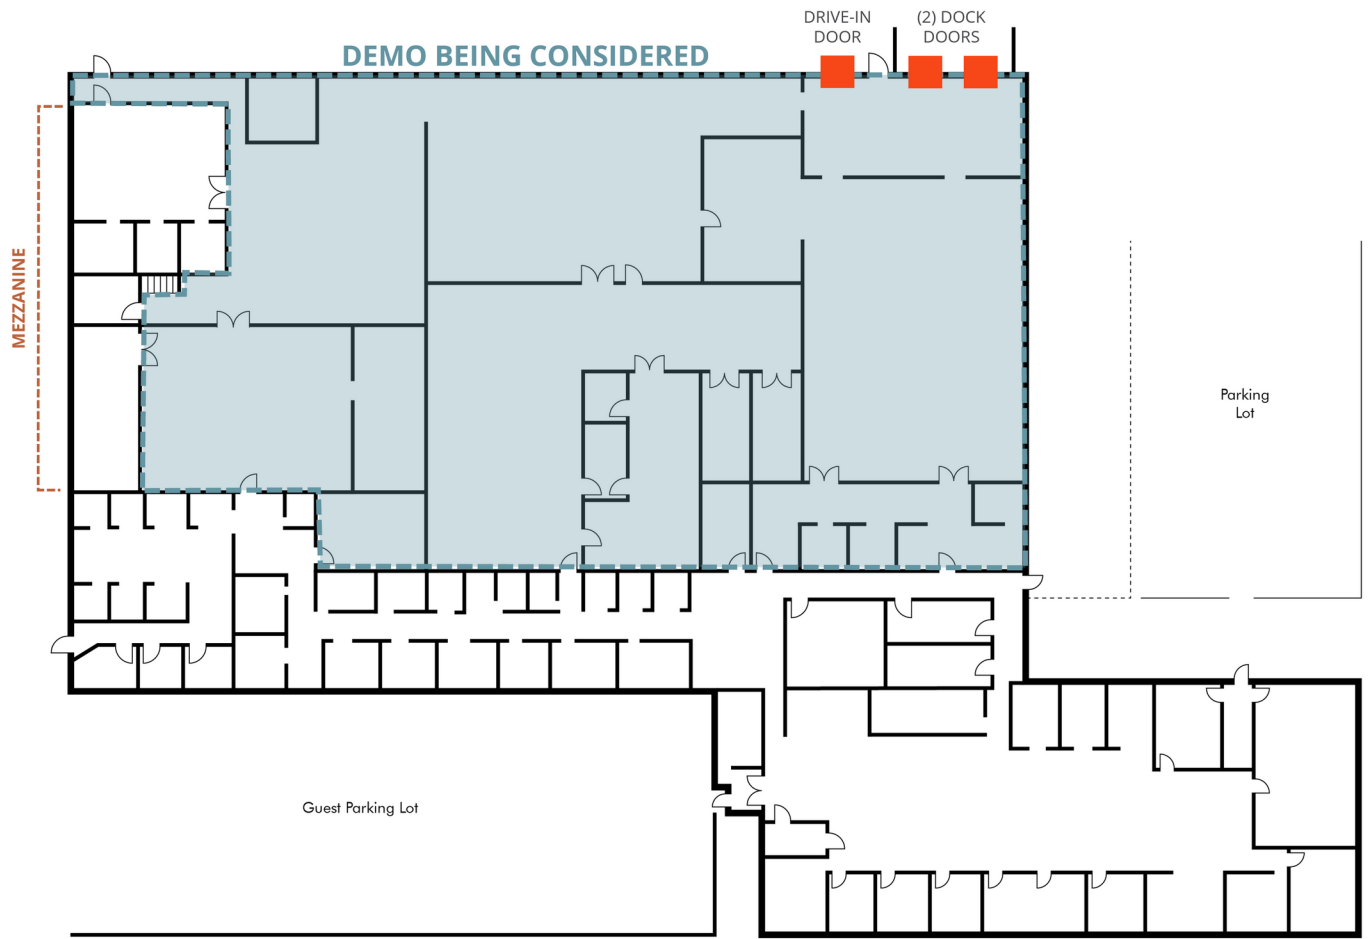 DRIVE-IN
DOOR
(2) DOCK
DOORS
DEMO BEING CONSIDERED
MEZZANINE
Parking
Lot
Guest Parking Lot